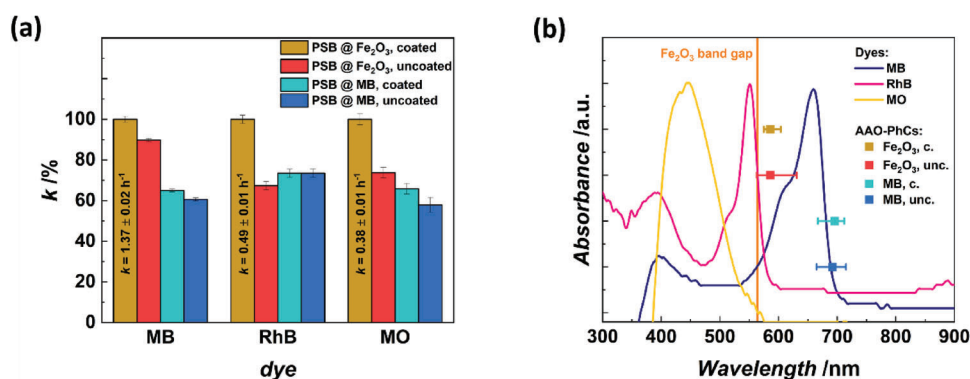 (a)
PSB @ Fe₂O₃, coated
PSB @ Fe₂O₃, uncoated
PSB @ MB, coated
PSB @ MB, uncoated
100
80
60
40
20
0
k /%
k = 1.37 ± 0.02 h⁻¹
k = 0.49 ± 0.01 h⁻¹
k = 0.38 ± 0.01 h⁻¹
MB RhB MO
dye
(b)
Fe₂O₃ band gap
Dyes:
MB
RhB
MO
AAO-PhCs:
Fe₂O₃, c.
Fe₂O₃, unc.
MB, c.
MB, unc.
Absorbance /a.u.
300 400 500 600 700 800 900
Wavelength /nm